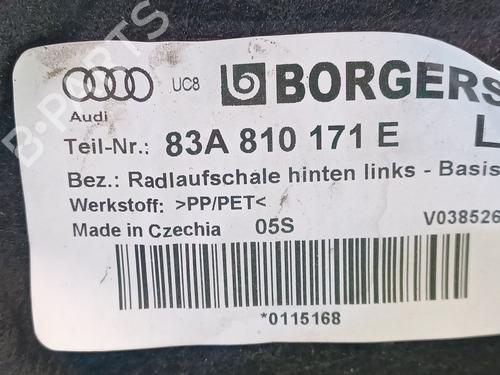 UC8 BORGERS
Audi
Teil-Nr.: 83A 810 171 E L
Bez.: Radlaufschale hinten links - Basis
Werkstoff: >PP/PET<
Made in Czechia 05S V038526
*0115168
B-PARTS